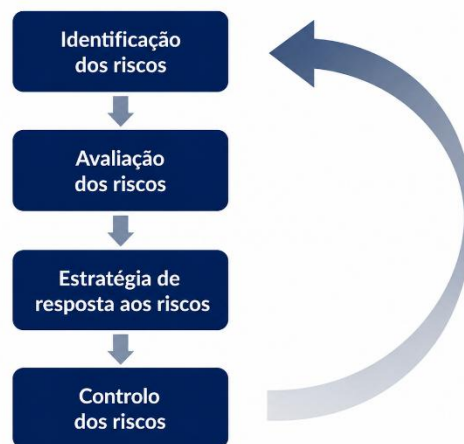 Identificação
dos riscos
Avaliação
dos riscos
Estratégia de
resposta aos riscos
Controlo
dos riscos